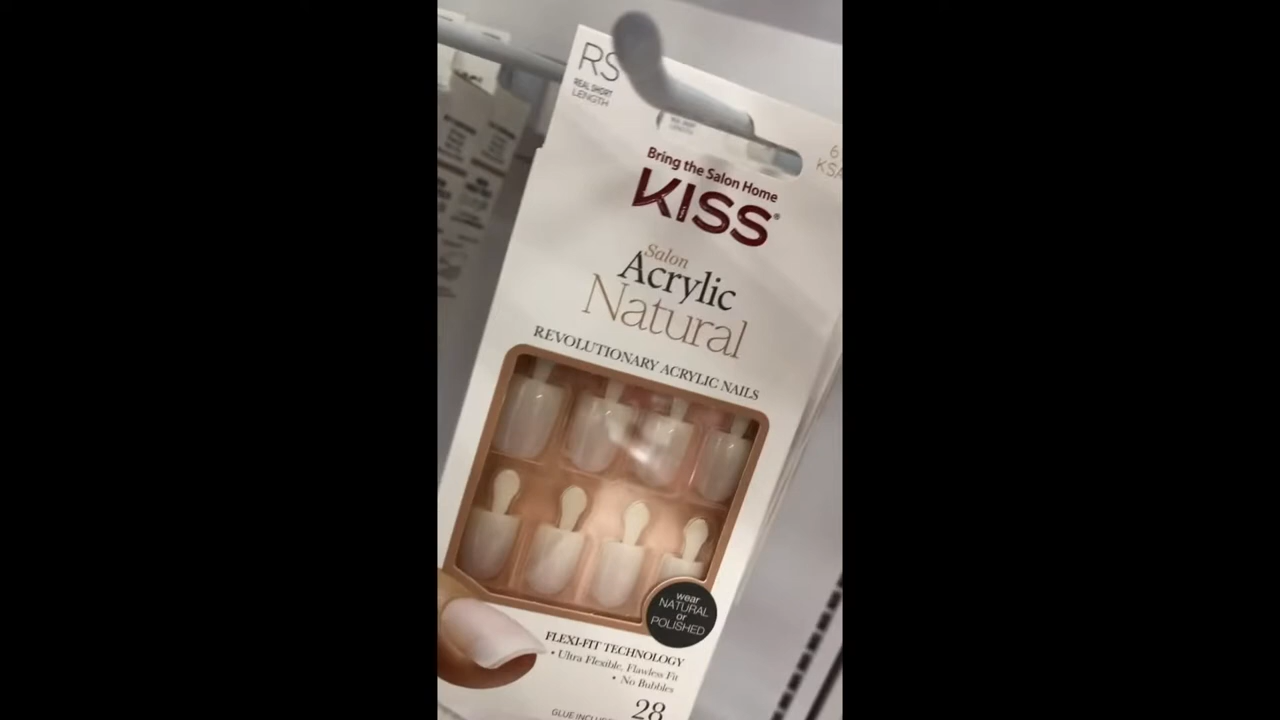 RS
REAL SHORT
LENGTH
Bring the Salon Home
KISS®
Salon
Acrylic
Natural
REVOLUTIONARY ACRYLIC NAILS
wear
NATURAL
or
POLISHED
FLEXI-FIT TECHNOLOGY
• Ultra Flexible, Flawless Fit
• No Bubbles
28